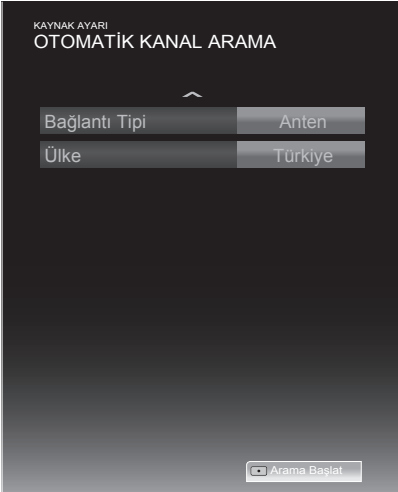 KAYNAK AYARI
OTOMATİK KANAL ARAMA
Bağlantı Tipi Anten
Ülke Türkiye
Arama Başlat